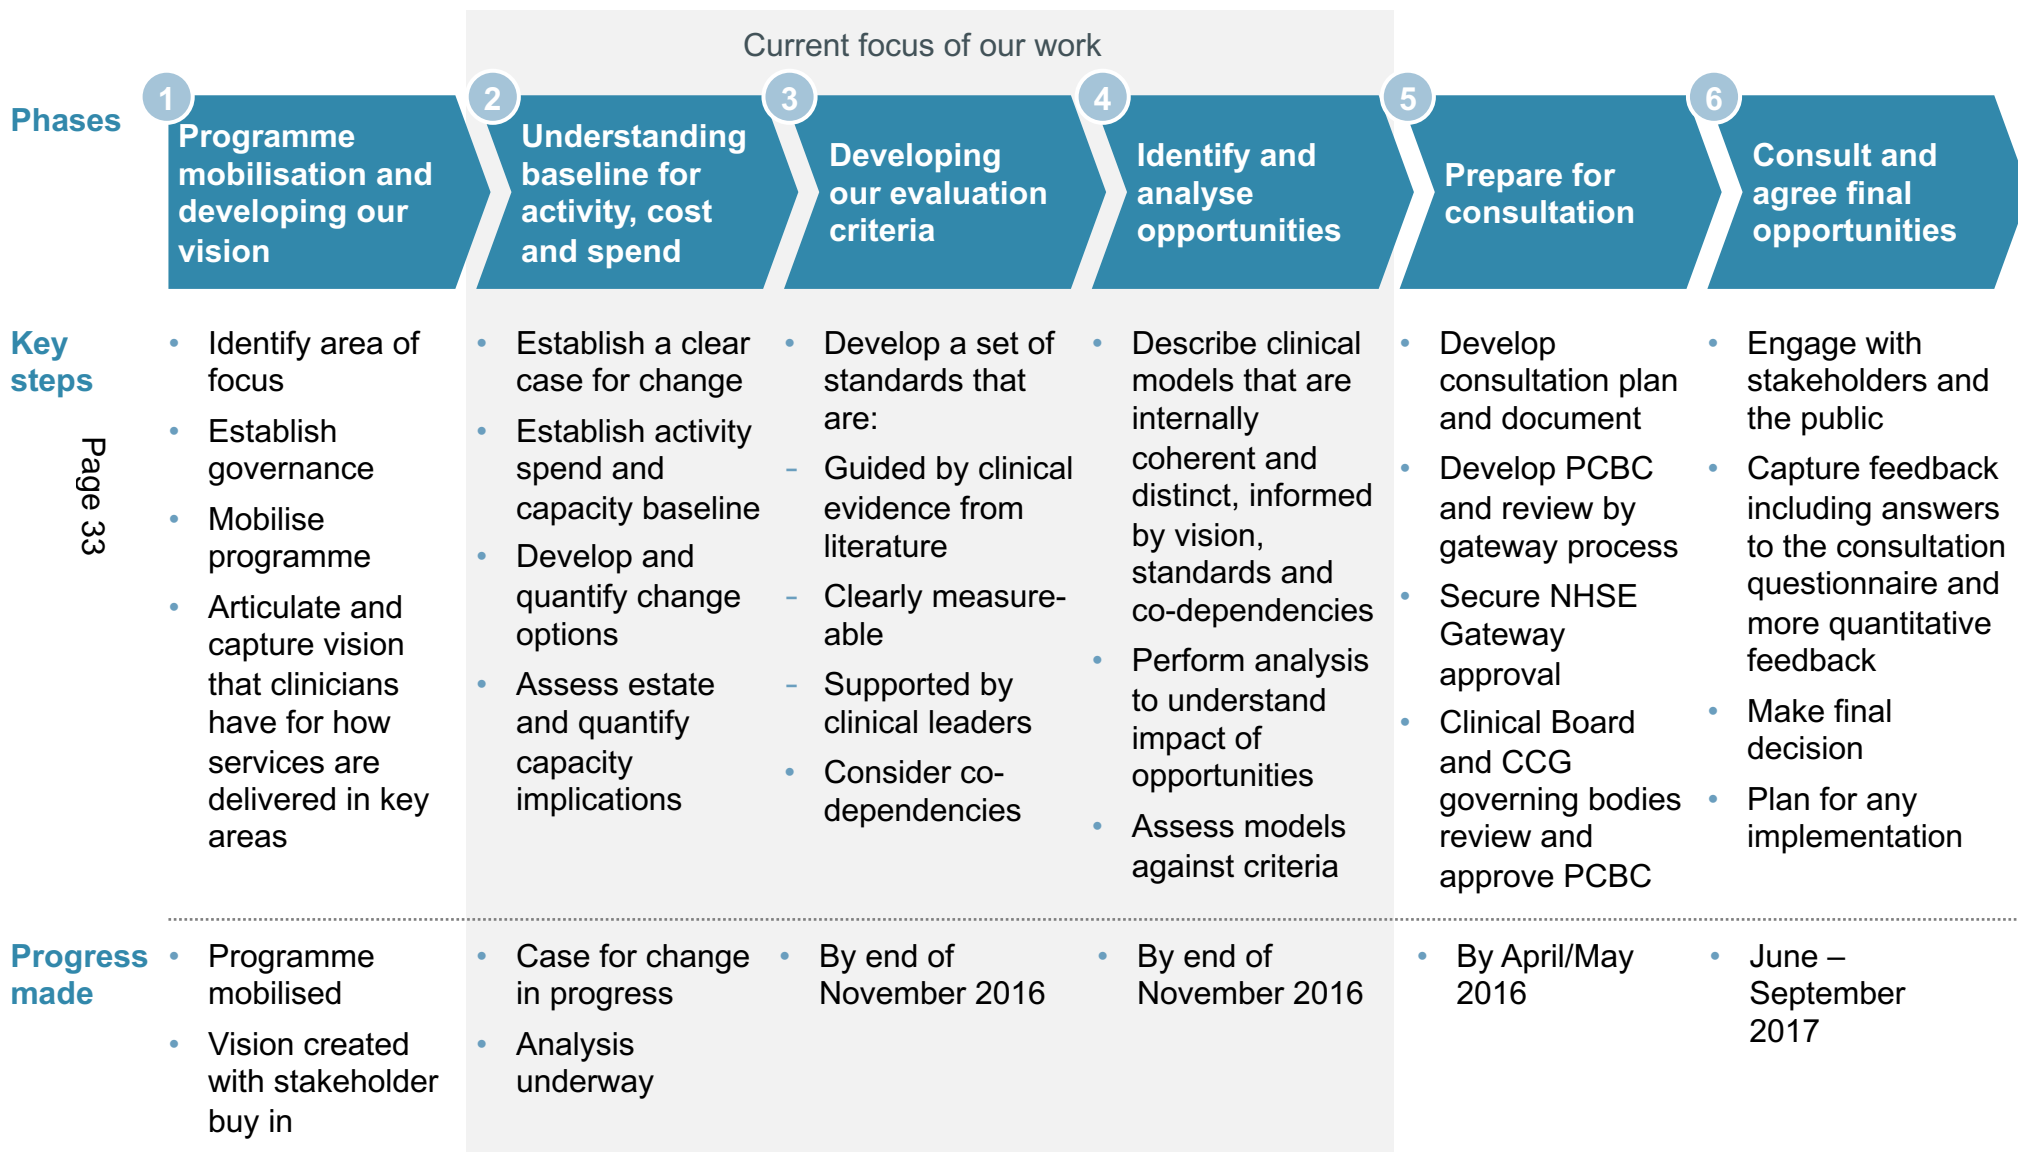 Current focus of our work
Phases
1
Programme
mobilisation and
developing our
vision
2
Understanding
baseline for
activity, cost
and spend
3
Developing
our evaluation
criteria
4
Identify and
analyse
opportunities
5
Prepare for
consultation
6
Consult and
agree final
opportunities
Key
steps
• Identify area of
focus
• Establish
governance
• Mobilise
programme
• Articulate and
capture vision
that clinicians
have for how
services are
delivered in key
areas
• Establish a clear
case for change
• Establish activity
spend and
capacity baseline
• Develop and
quantify change
options
• Assess estate
and quantify
capacity
implications
• Develop a set of
standards that
are:
- Guided by clinical
evidence from
literature
- Clearly measure-
able
- Supported by
clinical leaders
• Consider co-
dependencies
• Describe clinical
models that are
internally
coherent and
distinct, informed
by vision,
standards and
co-dependencies
• Perform analysis
to understand
impact of
opportunities
• Assess models
against criteria
• Develop
consultation plan
and document
• Develop PCBC
and review by
gateway process
• Secure NHSE
Gateway
approval
• Clinical Board
and CCG
governing bodies
review and
approve PCBC
• Engage with
stakeholders and
the public
• Capture feedback
including answers
to the consultation
questionnaire and
more quantitative
feedback
• Make final
decision
• Plan for any
implementation
Page 33
Progress
made
• Programme
mobilised
• Vision created
with stakeholder
buy in
• Case for change
in progress
• Analysis
underway
• By end of
November 2016
• By end of
November 2016
• By April/May
2016
• June –
September
2017